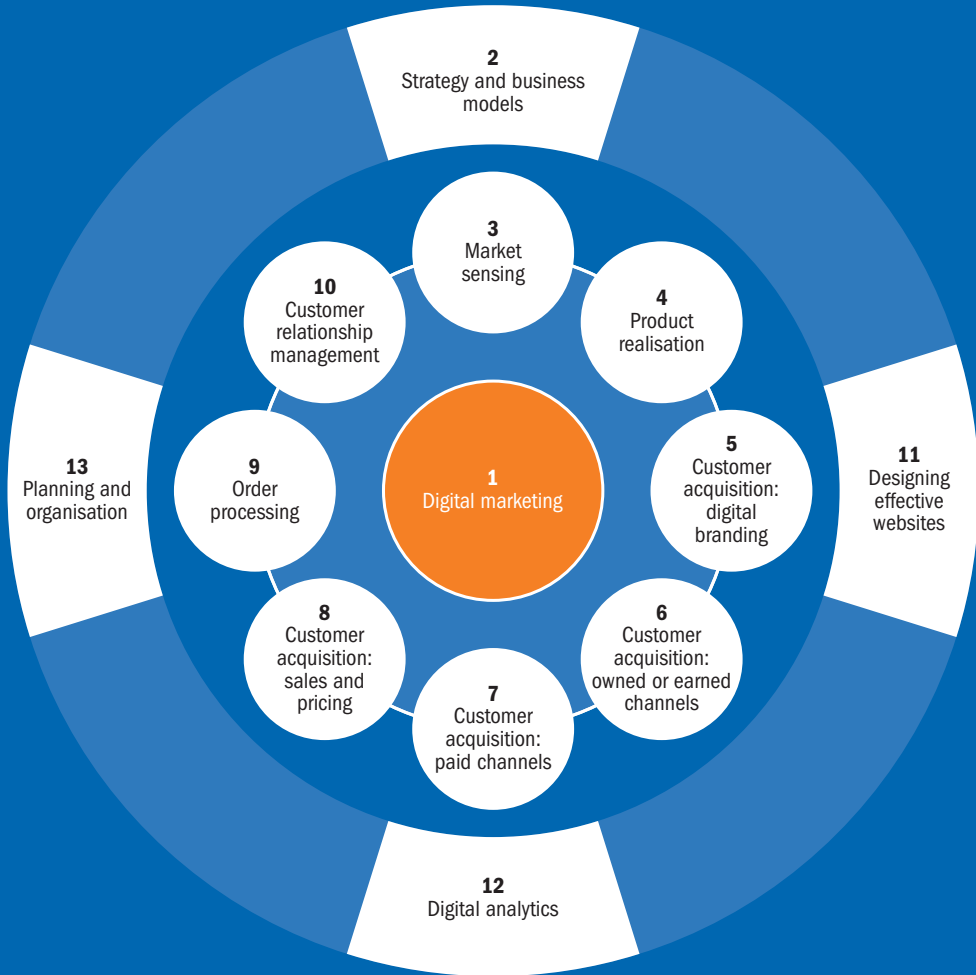 2
Strategy and business
models
3
Market
sensing
10
Customer
relationship
management
4
Product
realisation
13
Planning and
organisation
9
Order
processing
1
Digital marketing
5
Customer
acquisition:
digital
branding
11
Designing
effective
websites
8
Customer
acquisition:
sales and
pricing
6
Customer
acquisition:
owned or earned
channels
7
Customer
acquisition:
paid channels
12
Digital analytics